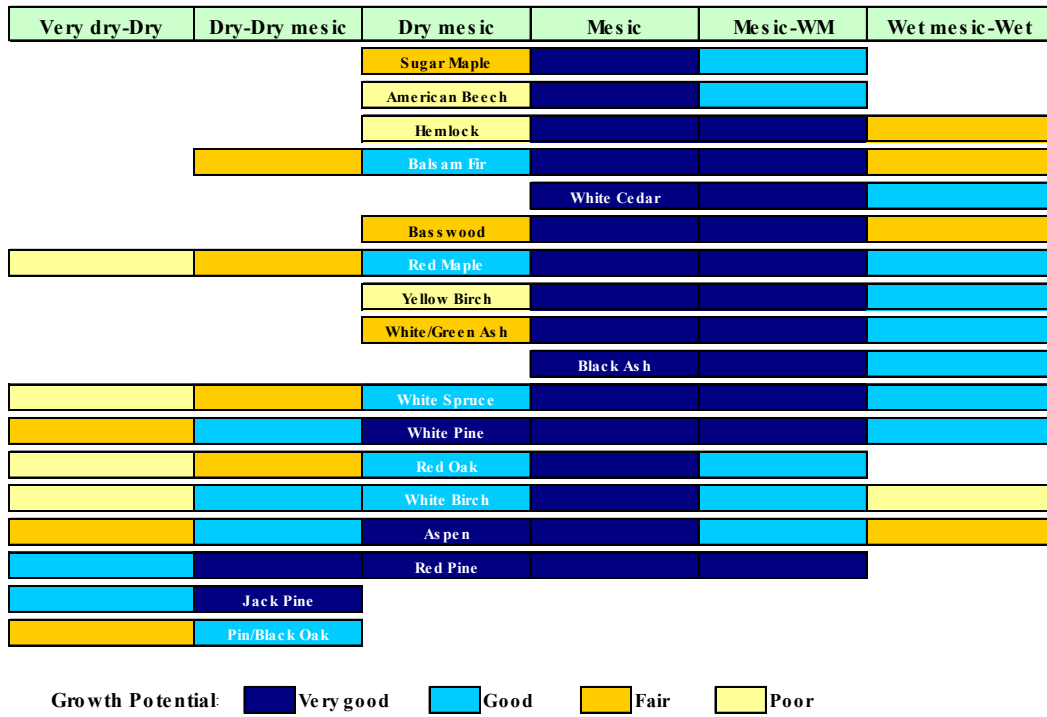 Very dry-Dry Dry-Dry mesic Dry mesic Mesic Mesic-WM Wet mesic-Wet
Sugar Maple
American Beech
Hemlock
Balsam Fir
White Cedar
Basswood
Red Maple
Yellow Birch
White/Green Ash
Black Ash
White Spruce
White Pine
Red Oak
White Birch
Aspen
Red Pine
Jack Pine
Pin/Black Oak
Growth Potential: Very good Good Fair Poor